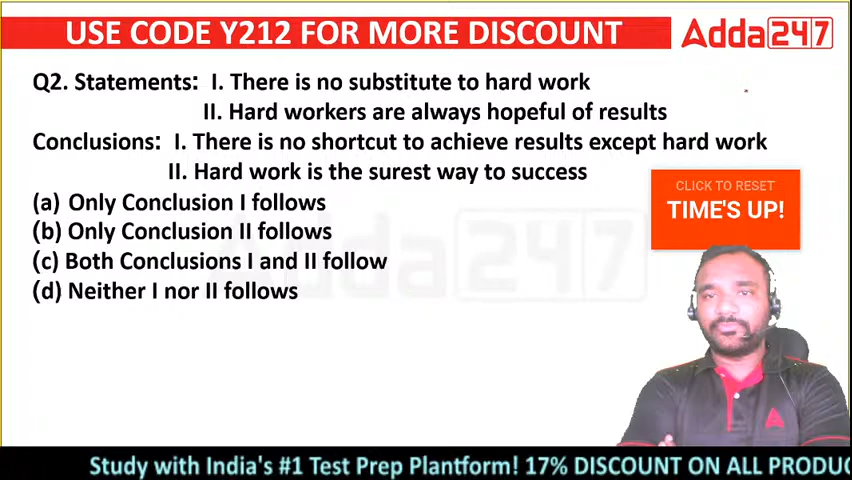 USE CODE Y212 FOR MORE DISCOUNT
Adda247
Q2. Statements: I. There is no substitute to hard work
II. Hard workers are always hopeful of results
Conclusions: I. There is no shortcut to achieve results except hard work
II. Hard work is the surest way to success
(a) Only Conclusion I follows
(b) Only Conclusion II follows
(c) Both Conclusions I and II follow
(d) Neither I nor II follows
CLICK TO RESET
TIME'S UP!
Adda247
Study with India's #1 Test Prep Plantform! 17% DISCOUNT ON ALL PRODUC